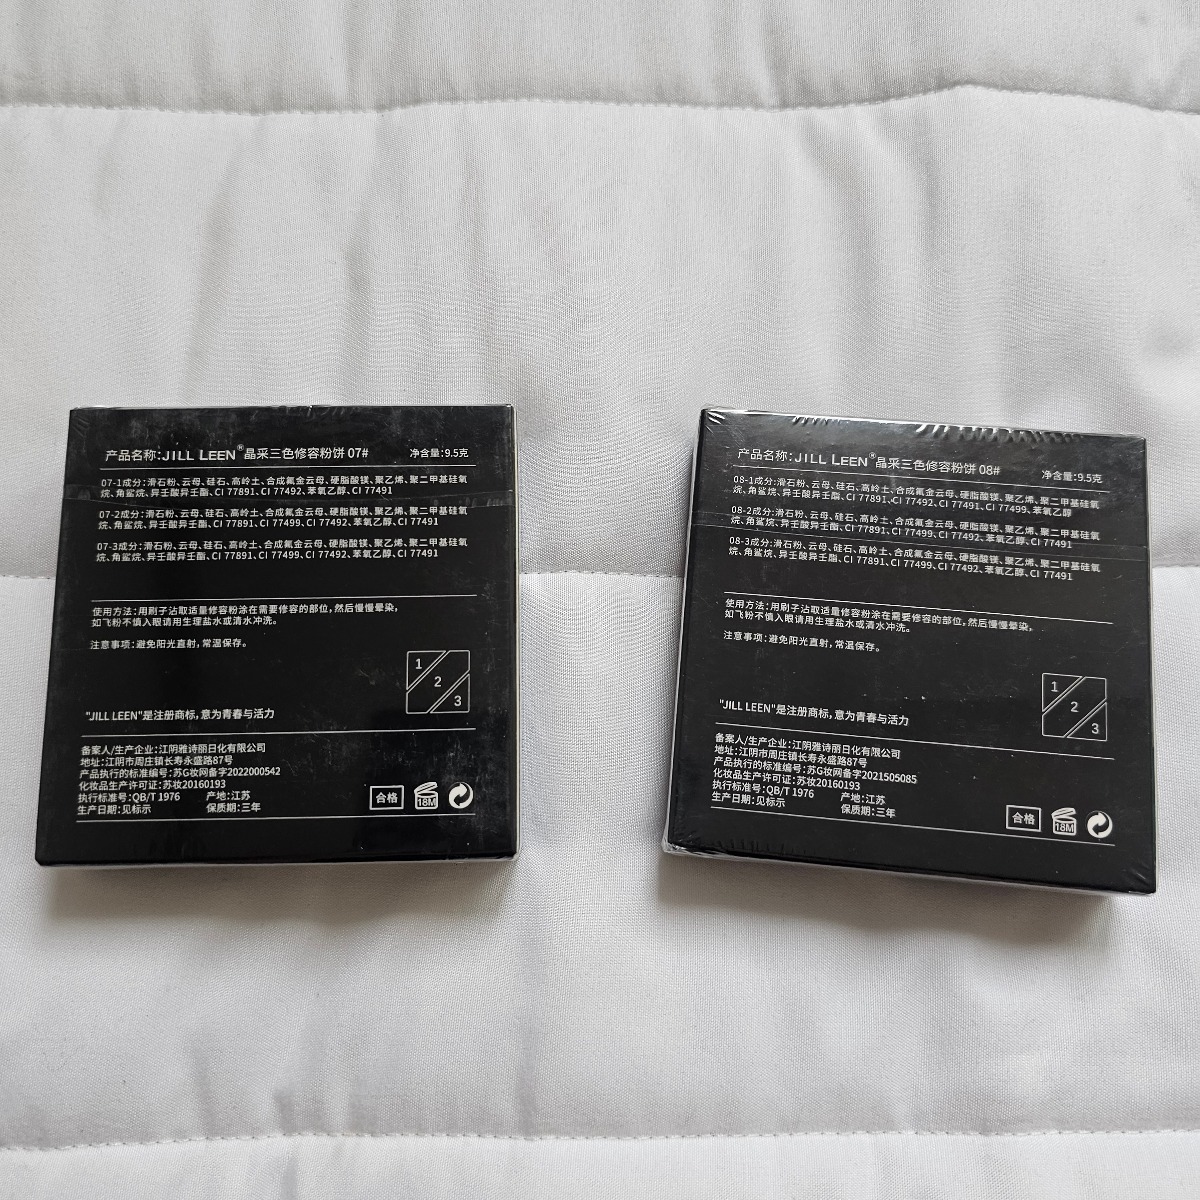 产品名称:JILL LEEN®晶采三色修容粉饼 07# 净含量:9.5克
07-1成分:滑石粉、云母、硅石、高岭土、合成氟金云母、硬脂酸镁、聚乙烯、聚二甲基硅氧
烷、角鲨烷、异壬酸异壬酯、CI 77891、CI 77492、苯氧乙醇、CI 77491
07-2成分:滑石粉、云母、硅石、高岭土、合成氟金云母、硬脂酸镁、聚乙烯、聚二甲基硅氧
烷、角鲨烷、异壬酸异壬酯、CI 77891、CI 77499、CI 77492、苯氧乙醇、CI 77491
07-3成分:滑石粉、云母、硅石、高岭土、合成氟金云母、硬脂酸镁、聚乙烯、聚二甲基硅氧
烷、角鲨烷、异壬酸异壬酯、CI 77891、CI 77499、CI 77492、苯氧乙醇、CI 77491
使用方法:用刷子沾取适量修容粉涂在需要修容的部位,然后慢慢晕染,
如飞粉不慎入眼请用生理盐水或清水冲洗。
注意事项:避免阳光直射,常温保存。
1
2
3
"JILL LEEN"是注册商标,意为青春与活力
备案人/生产企业:江阴雅诗丽日化有限公司
地址:江阴市周庄镇长寿永盛路87号
产品执行的标准编号:苏G妆网备字2022000542
化妆品生产许可证:苏妆20160193
执行标准号:QB/T 1976 产地:江苏
生产日期:见标示 保质期:三年
合格 18M
产品名称:JILL LEEN®晶采三色修容粉饼 08# 净含量:9.5克
08-1成分:滑石粉、云母、硅石、高岭土、合成氟金云母、硬脂酸镁、聚乙烯、聚二甲基硅氧
烷、角鲨烷、异壬酸异壬酯、CI 77891、CI 77492、CI 77491、CI 77499、苯氧乙醇
08-2成分:滑石粉、云母、硅石、高岭土、合成氟金云母、硬脂酸镁、聚乙烯、聚二甲基硅氧
烷、角鲨烷、异壬酸异壬酯、CI 77891、CI 77499、CI 77492、苯氧乙醇、CI 77491
08-3成分:滑石粉、云母、硅石、高岭土、合成氟金云母、硬脂酸镁、聚乙烯、聚二甲基硅氧
烷、角鲨烷、异壬酸异壬酯、CI 77891、CI 77499、CI 77492、苯氧乙醇、CI 77491
使用方法:用刷子沾取适量修容粉涂在需要修容的部位,然后慢慢晕染,
如飞粉不慎入眼请用生理盐水或清水冲洗。
注意事项:避免阳光直射,常温保存。
1
2
3
"JILL LEEN"是注册商标,意为青春与活力
备案人/生产企业:江阴雅诗丽日化有限公司
地址:江阴市周庄镇长寿永盛路87号
产品执行的标准编号:苏G妆网备字2021505085
化妆品生产许可证:苏妆20160193
执行标准号:QB/T 1976 产地:江苏
生产日期:见标示 保质期:三年
合格 18M